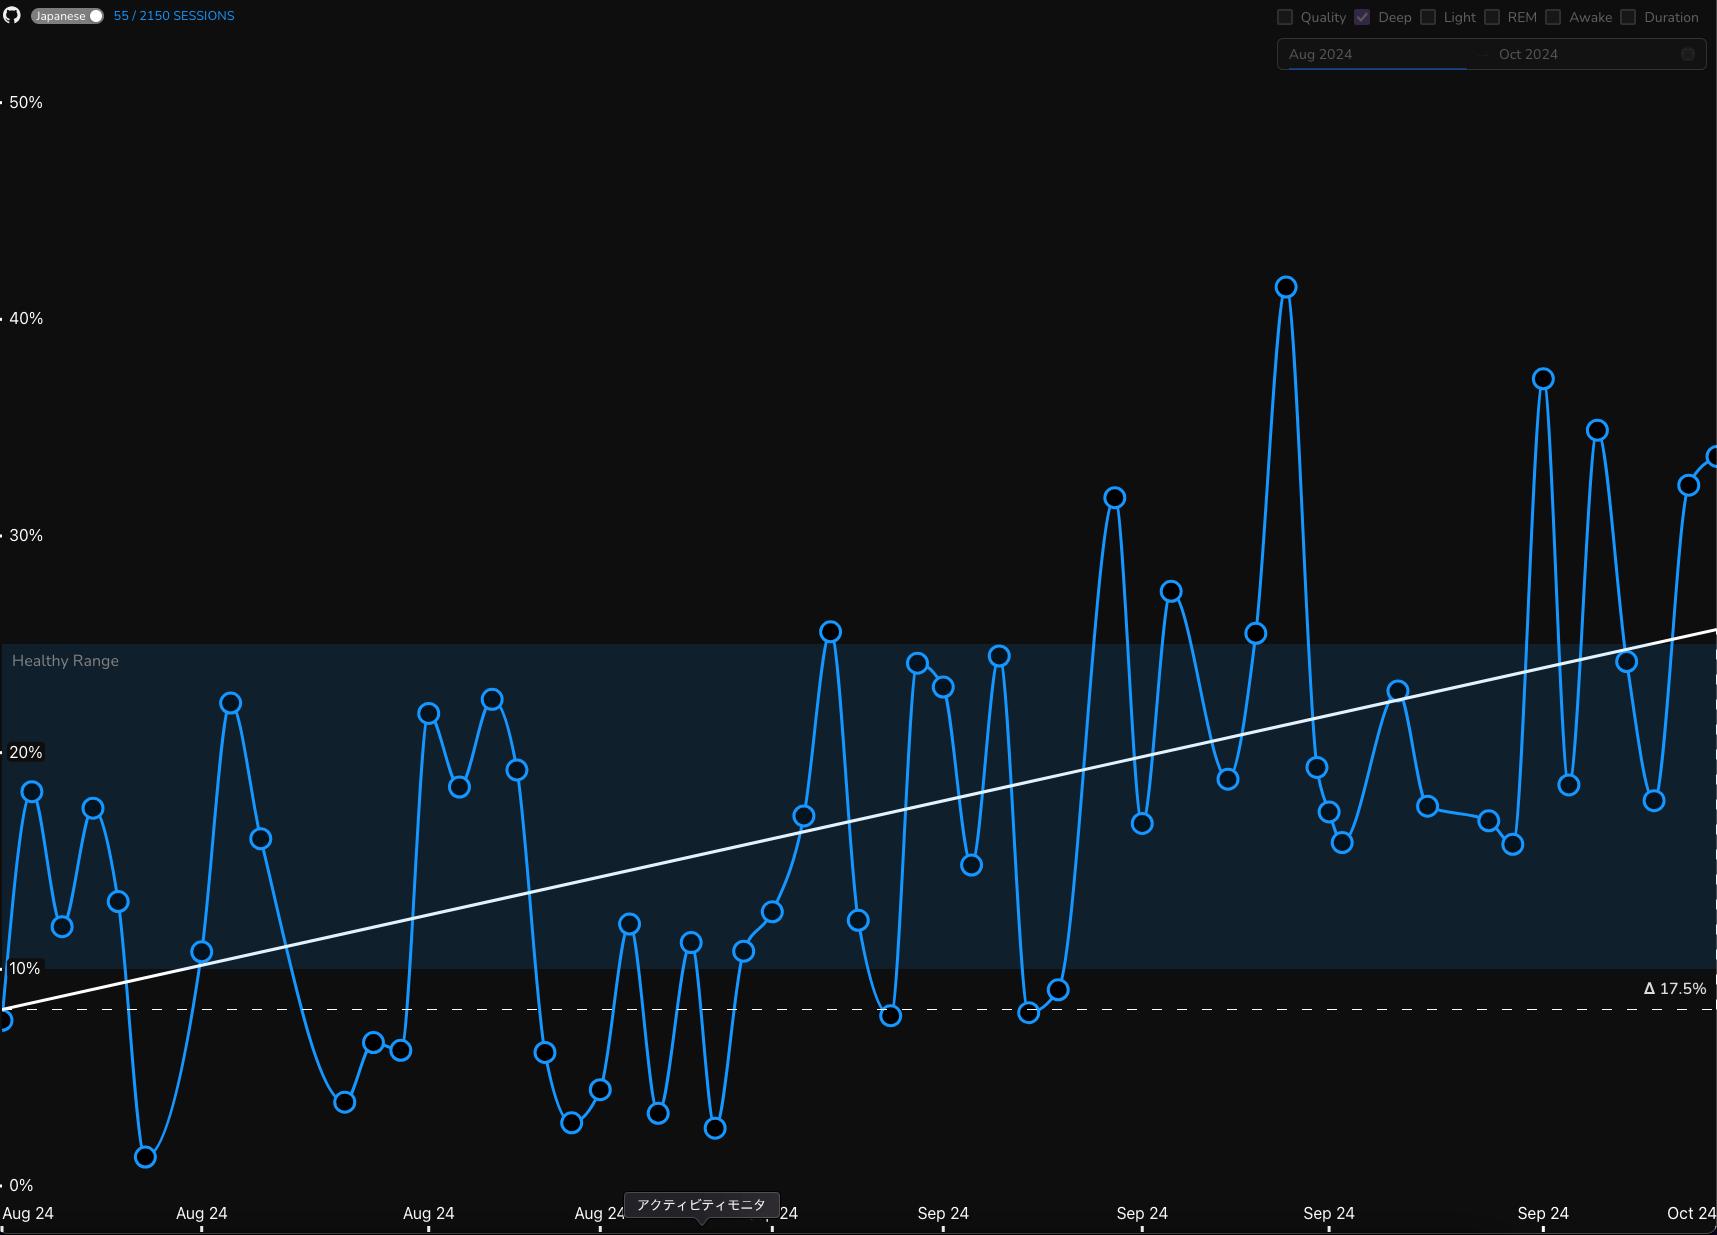 Japanese 55 / 2150 SESSIONS
Quality Deep Light REM Awake Duration
Aug 2024 Oct 2024
50%
40%
30%
Healthy Range
20%
10%
Δ 17.5%
0%
アクティビティモニタ
Aug 24 Aug 24 Aug 24 Aug 24 24 Sep 24 Sep 24 Sep 24 Sep 24 Oct 24